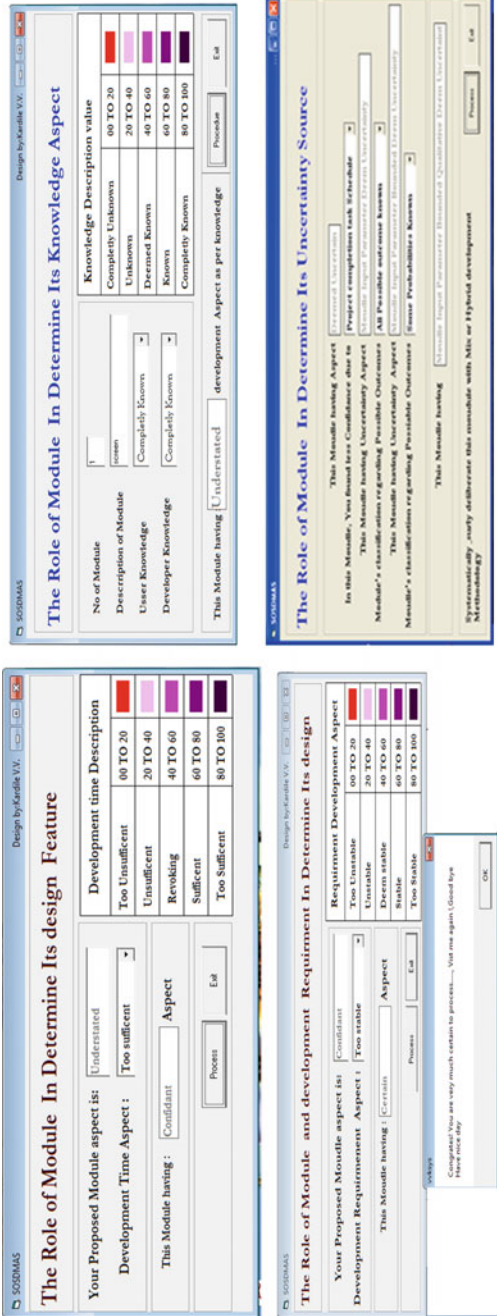 SOSDMAS Design by:Kardile V.V.
The Role of Module In Determine Its design Feature
Your Proposed Module aspect is: Understated
Development Time Aspect : Too sufficent
This Module having : Confidant Aspect
Process Exit
Development time Description
Too Unsufficent 00 TO 20
Unsufficent 20 TO 40
Revoking 40 TO 60
Sufficent 60 TO 80
Too Sufficent 80 TO 100
SOSDMAS Design by:Kardile V.V.
The Role of Module In Determine Its Knowledge Aspect
No of Module 1
Descrription of Module screen
Usser Knowledge Completly Known
Developer Knowledge Completly Known
Knowledge Description value
Completly Unknown 00 TO 20
Unknown 20 TO 40
Deemed Known 40 TO 60
Known 60 TO 80
Completly Known 80 TO 100
This Module having Understated development Aspect as per knowledge
Procedue Exit
SOSDMAS Design by:Kardile V.V.
The Role of Module and development Requirment In Determine Its design
Your Proposed Moudle aspect is: Confidant
Development Requirmenent Aspect : Too stable
This Moudle having : Certain Aspect
Process Exit
Requirment Development Aspect
Too Unstable 00 TO 20
Unstable 20 TO 40
Deem stable 40 TO 60
Stable 60 TO 80
Too Stable 80 TO 100
Congrates! You are very much certain to process...., Vist me again !,Good bye
Have nice day
OK
SOSDMAS
The Role of Module In Determine Its Uncertainty Source
This Moudle having Aspect Deemed Uncertain
In this Moudle, You found less Confidance due to Project completion task Schedule
This Moudle having Uncertainty Aspect Moudle Input Parameter Deem Uncertainty
Module's classification regarding Possible Outcomes All Possible outcome known
This Moudle having Uncertainty Aspect Moudle Input Parameter Bounded Deem Uncertainty
Moudle's classification regarding Possiable Outcomes Some Probabilities Known
This Moudle having Moudle Input Parameter Bounded Qualitative Deem Uncertaint
Systematically ,surly deliberate this moudule with Mix or Hybrid development
Methodology
Process Exit